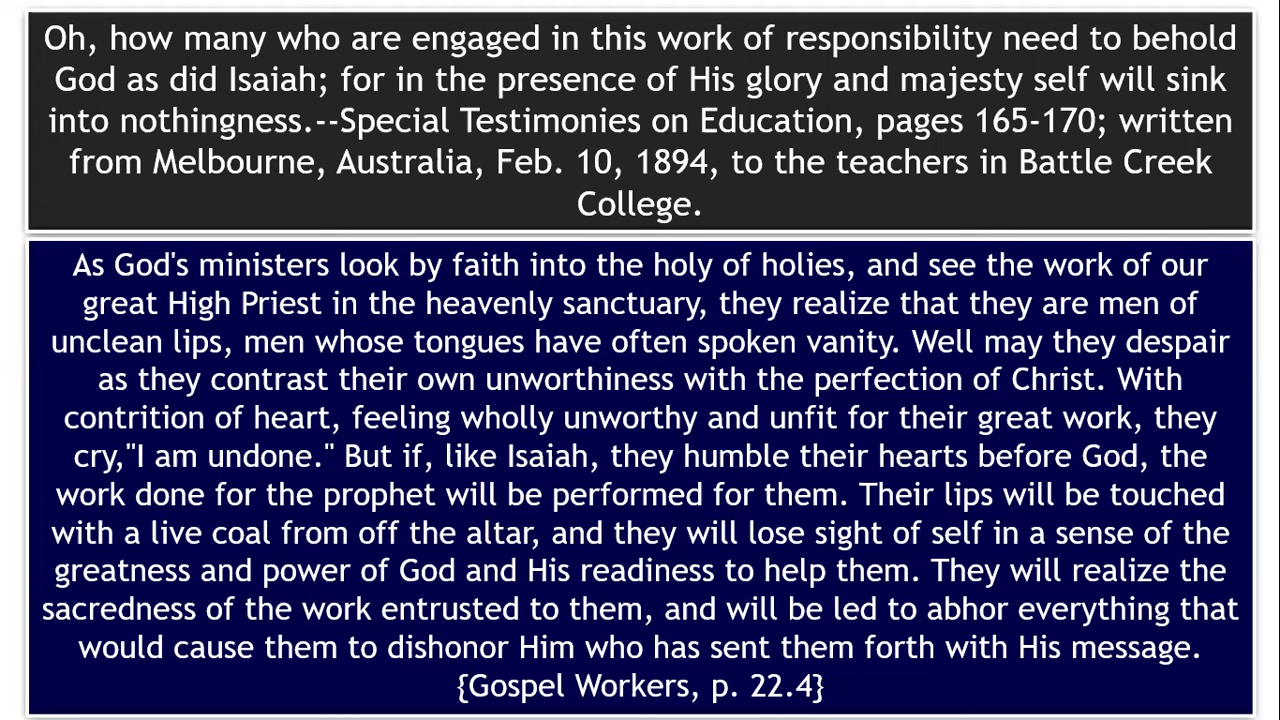 Oh, how many who are engaged in this work of responsibility need to behold
God as did Isaiah; for in the presence of His glory and majesty self will sink
into nothingness.--Special Testimonies on Education, pages 165-170; written
from Melbourne, Australia, Feb. 10, 1894, to the teachers in Battle Creek
College.
As God's ministers look by faith into the holy of holies, and see the work of our
great High Priest in the heavenly sanctuary, they realize that they are men of
unclean lips, men whose tongues have often spoken vanity. Well may they despair
as they contrast their own unworthiness with the perfection of Christ. With
contrition of heart, feeling wholly unworthy and unfit for their great work, they
cry,"I am undone." But if, like Isaiah, they humble their hearts before God, the
work done for the prophet will be performed for them. Their lips will be touched
with a live coal from off the altar, and they will lose sight of self in a sense of the
greatness and power of God and His readiness to help them. They will realize the
sacredness of the work entrusted to them, and will be led to abhor everything that
would cause them to dishonor Him who has sent them forth with His message.
{Gospel Workers, p. 22.4}